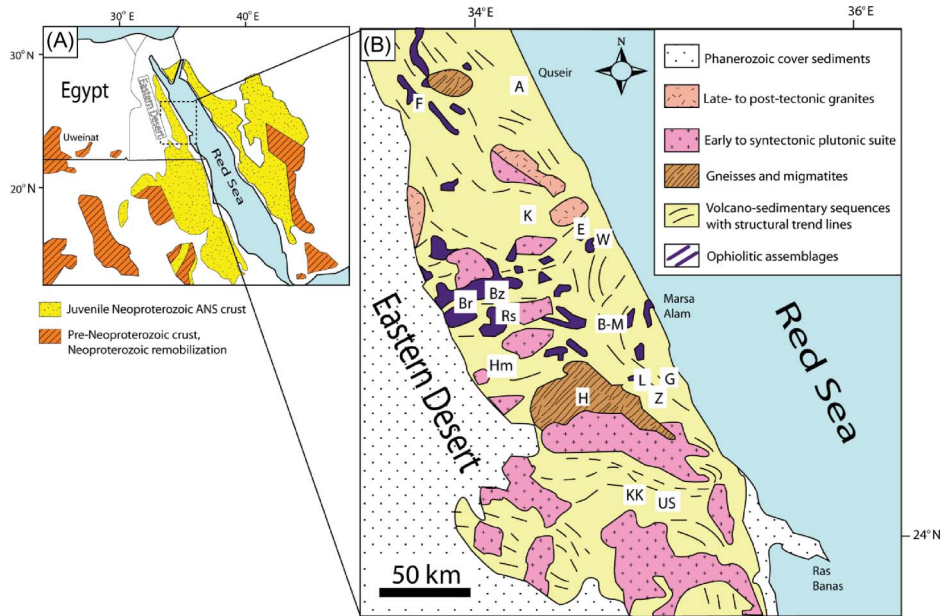 (A)
30°E
40°E
30°N
20°N
Egypt
Eastern Desert
Uweinat
Red Sea
Juvenile Neoproterozoic ANS crust
Pre-Neoproterozoic crust,
Neoproterozoic remobilization
(B)
34°E
36°E
24°N
N
Quseir
A
F
K
E
W
Bz
Br
Rs
B-M
Marsa
Alam
Hm
L
G
Z
H
KK
US
Eastern Desert
Red Sea
Ras
Banas
50 km
Phanerozoic cover sediments
Late- to post-tectonic granites
Early to syntectonic plutonic suite
Gneisses and migmatites
Volcano-sedimentary sequences
with structural trend lines
Ophiolitic assemblages